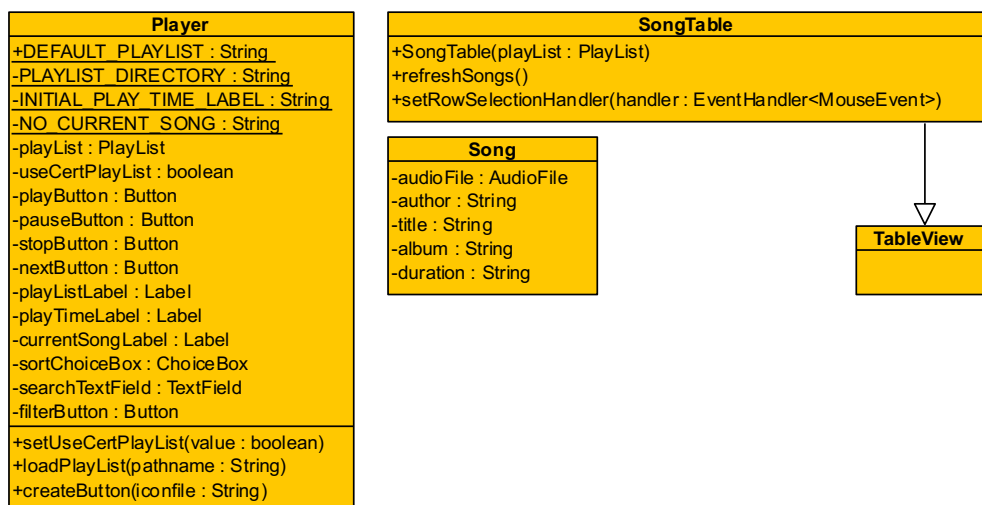 Player
+DEFAULT_PLAYLIST : String
-PLAYLIST_DIRECTORY : String
-INITIAL_PLAY_TIME_LABEL : String
-NO_CURRENT_SONG : String
-playList : PlayList
-useCertPlayList : boolean
-playButton : Button
-pauseButton : Button
-stopButton : Button
-nextButton : Button
-playListLabel : Label
-playTimeLabel : Label
-currentSongLabel : Label
-sortChoiceBox : ChoiceBox
-searchTextField : TextField
-filterButton : Button
+setUseCertPlayList(value : boolean)
+loadPlayList(pathname : String)
+createButton(iconfile : String)
SongTable
+SongTable(playList : PlayList)
+refreshSongs()
+setRowSelectionHandler(handler : EventHandler<MouseEvent>)
Song
-audioFile : AudioFile
-author : String
-title : String
-album : String
-duration : String
TableView